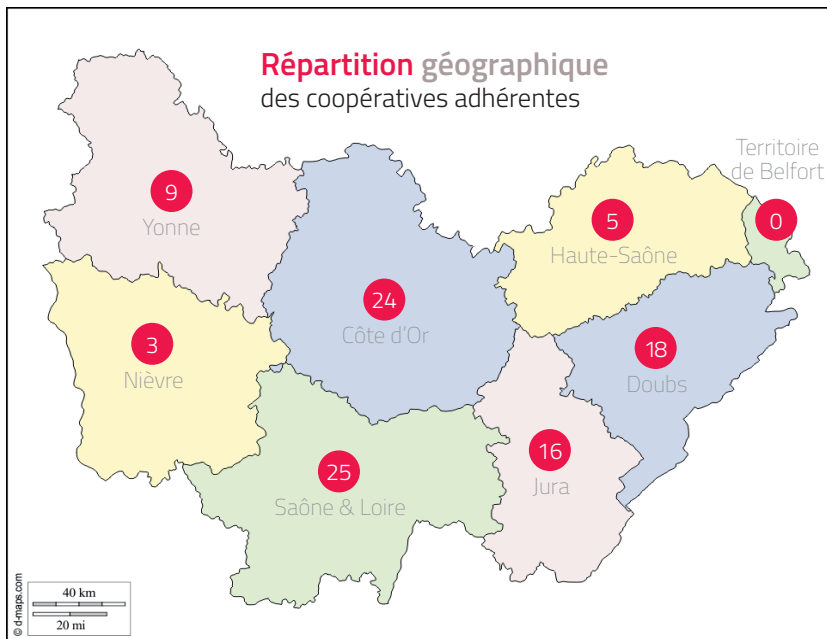 Répartition géographique
des coopératives adhérentes
Territoire
de Belfort
9
Yonne
5
Haute-Saône
0
24
Côte d'Or
3
Nièvre
18
Doubs
25
Saône & Loire
16
Jura
40 km
20 mi
© d-maps.com